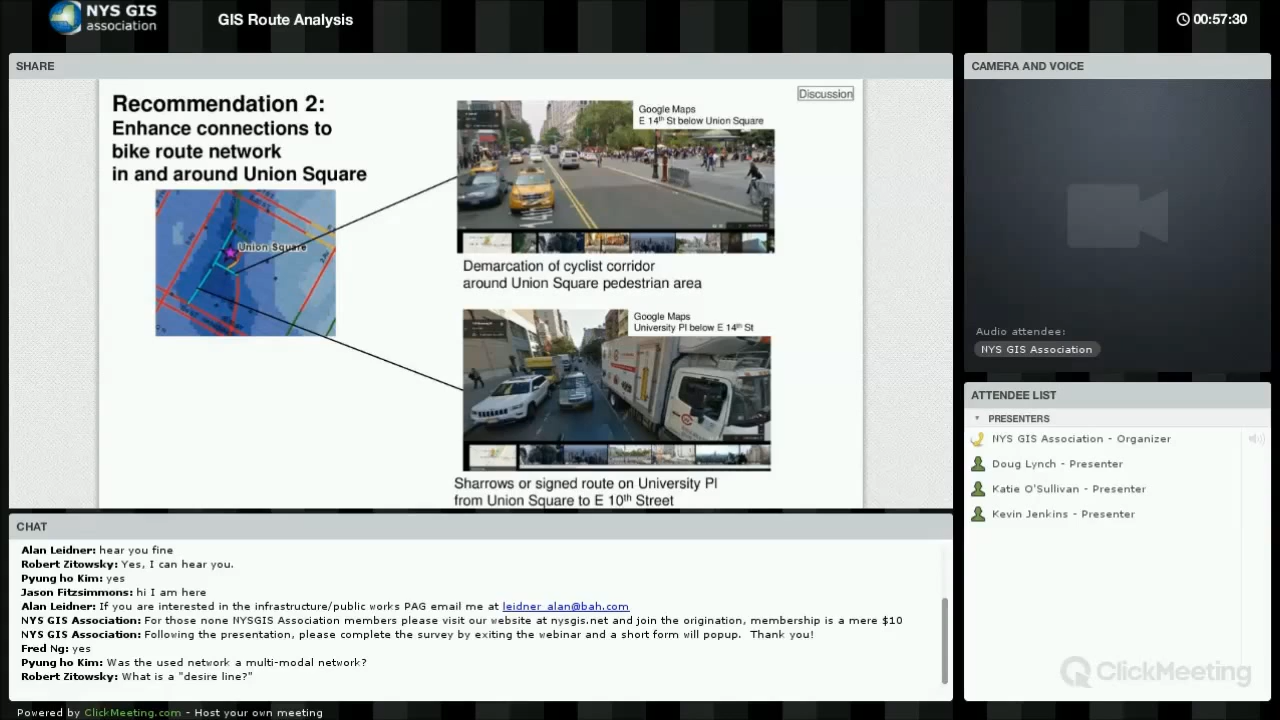 NYS GIS
association
GIS Route Analysis
00:57:30
SHARE
Recommendation 2:
Enhance connections to
bike route network
in and around Union Square
Discussion
Google Maps
E 14th St below Union Square
Union Square
Demarcation of cyclist corridor
around Union Square pedestrian area
Google Maps
University Pl below E 14th St
Sharrows or signed route on University Pl
from Union Square to E 10th Street
CAMERA AND VOICE
Audio attendee:
NYS GIS Association
ATTENDEE LIST
PRESENTERS
NYS GIS Association - Organizer
Doug Lynch - Presenter
Katie O'Sullivan - Presenter
Kevin Jenkins - Presenter
CHAT
Alan Leidner: hear you fine
Robert Zitowsky: Yes, I can hear you.
Pyung ho Kim: yes
Jason Fitzsimmons: hi I am here
Alan Leidner: If you are interested in the infrastructure/public works PAG email me at leidner_alan@bah.com
NYS GIS Association: For those none NYSGIS Association members please visit our website at nysgis.net and join the origination, membership is a mere $10
NYS GIS Association: Following the presentation, please complete the survey by exiting the webinar and a short form will popup. Thank you!
Fred Ng: yes
Pyung ho Kim: Was the used network a multi-modal network?
Robert Zitowsky: What is a "desire line?"
ClickMeeting
Powered by ClickMeeting.com - Host your own meeting